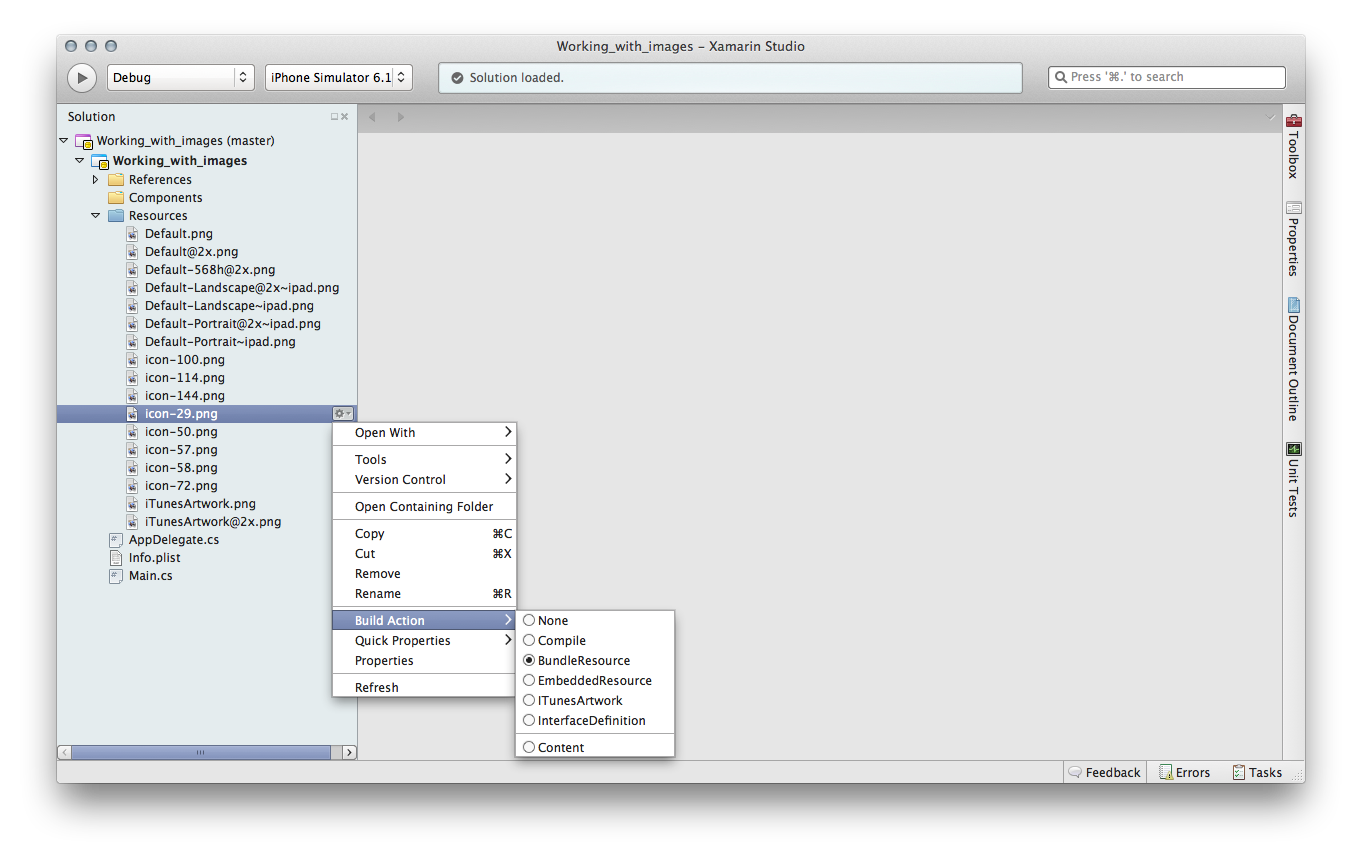 Working_with_images – Xamarin Studio
Debug
iPhone Simulator 6.1
Solution loaded.
Press '⌘.' to search
Solution
Working_with_images (master)
Working_with_images
References
Components
Resources
Default.png
Default@2x.png
Default-568h@2x.png
Default-Landscape@2x~ipad.png
Default-Landscape~ipad.png
Default-Portrait@2x~ipad.png
Default-Portrait~ipad.png
icon-100.png
icon-114.png
icon-144.png
icon-29.png
icon-50.png
icon-57.png
icon-58.png
icon-72.png
iTunesArtwork.png
iTunesArtwork@2x.png
AppDelegate.cs
Info.plist
Main.cs
Open With
Tools
Version Control
Open Containing Folder
Copy ⌘C
Cut ⌘X
Remove
Rename ⌘R
Build Action
Quick Properties
Properties
Refresh
None
Compile
BundleResource
EmbeddedResource
ITunesArtwork
InterfaceDefinition
Content
Toolbox
Properties
Document Outline
Unit Tests
Feedback
Errors
Tasks